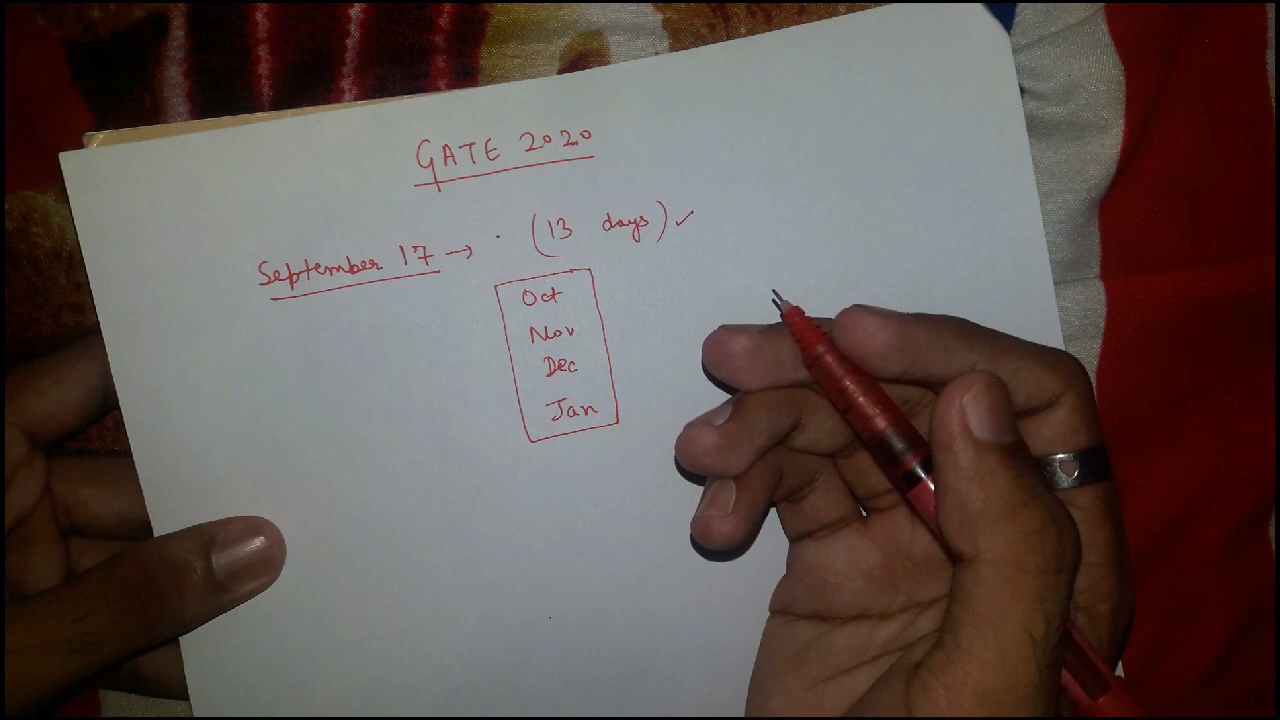 GATE 2020
September 17 → . (13 days) ✓
Oct
Nov
Dec
Jan